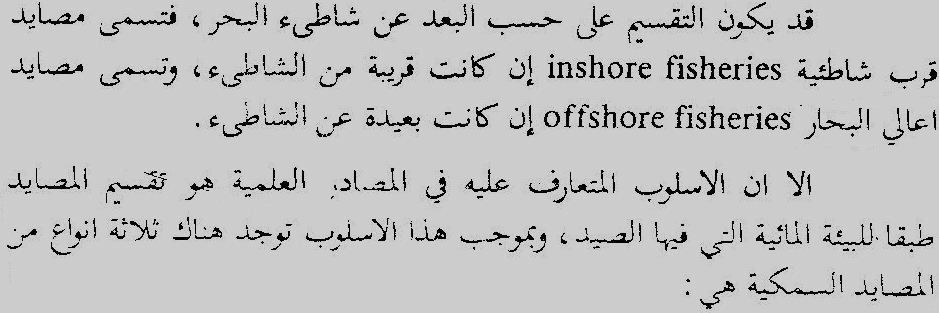 قد يكون التقسيم على حسب البعد عن شاطىء البحر ، فتسمى مصايد
قرب شاطئية inshore fisheries إن كانت قريبة من الشاطىء ، وتسمى مصايد
اعالي البحار offshore fisheries إن كانت بعيدة عن الشاطىء .
الا ان الاسلوب المتعارف عليه في المصادر العلمية هو تقسيم المصايد
طبقا للبيئة المائية التي فيها الصيد ، وبموجب هذا الاسلوب توجد هناك ثلاثة انواع من
المصايد السمكية هي :